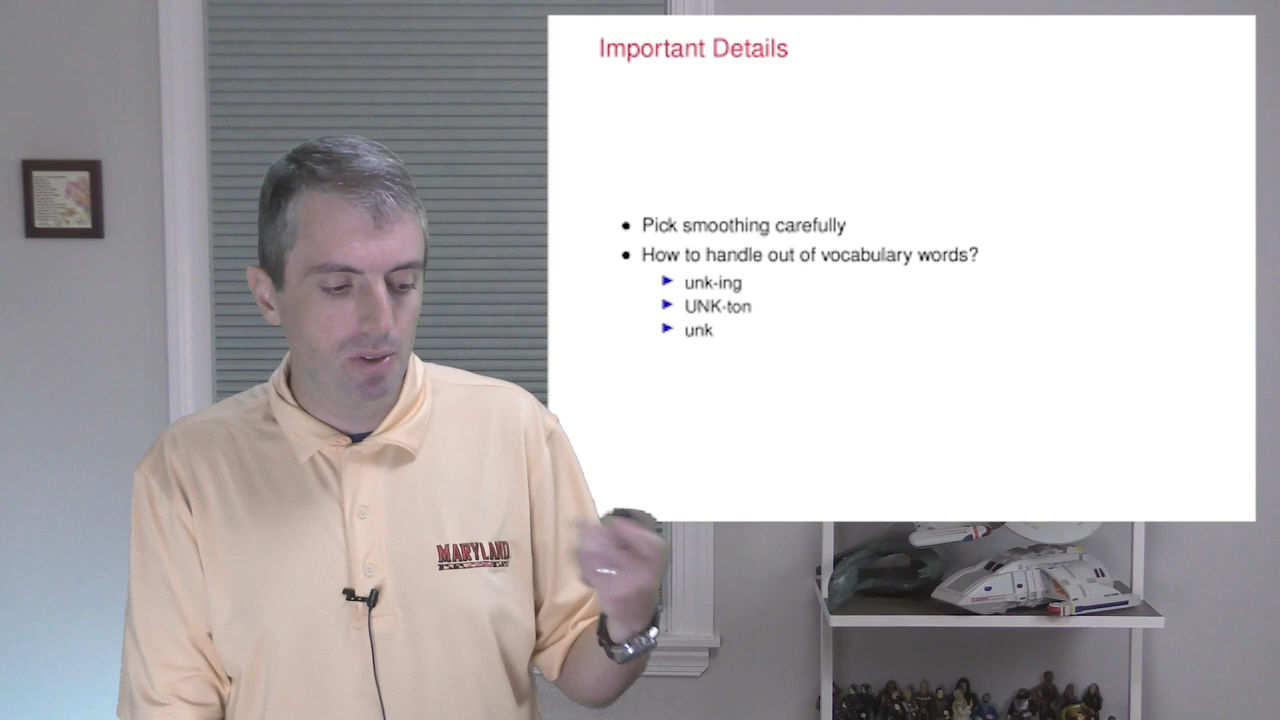 Important Details
Pick smoothing carefully
How to handle out of vocabulary words?
unk-ing
UNK-ton
unk
MARYLAND